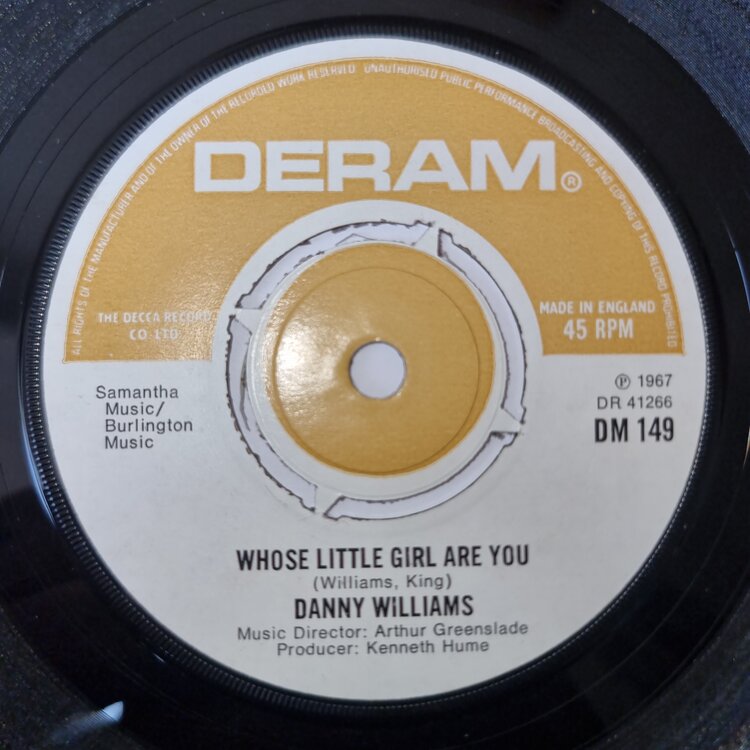 ALL RIGHTS OF THE MANUFACTURER AND OF THE OWNER OF THE RECORDED WORK RESERVED UNAUTHORISED PUBLIC PERFORMANCE BROADCASTING AND COPYING OF THIS RECORD PROHIBITED
DERAM®
THE DECCA RECORD
CO. LTD.
MADE IN ENGLAND
45 RPM
Samantha
Music/
Burlington
Music
℗ 1967
DR 41266
DM 149
WHOSE LITTLE GIRL ARE YOU
(Williams, King)
DANNY WILLIAMS
Music Director: Arthur Greenslade
Producer: Kenneth Hume